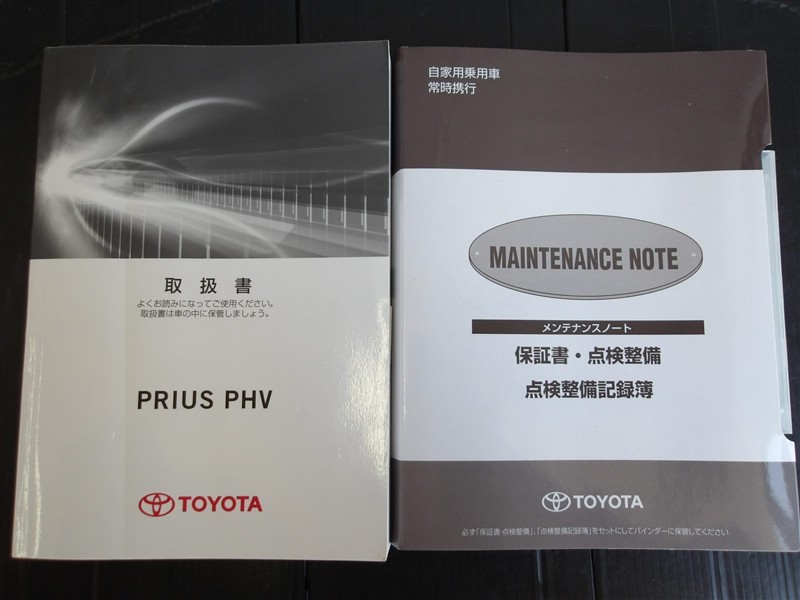 取扱書
よくお読みになってご使用ください。
取扱書は車の中に保管しましょう。
PRIUS PHV
TOYOTA
自家用乗用車
常時携行
MAINTENANCE NOTE
メンテナンスノート
保証書・点検整備
点検整備記録簿
TOYOTA
必ず「保証書・点検整備」、「点検整備記録簿」をセットにしてバインダーに保管してください